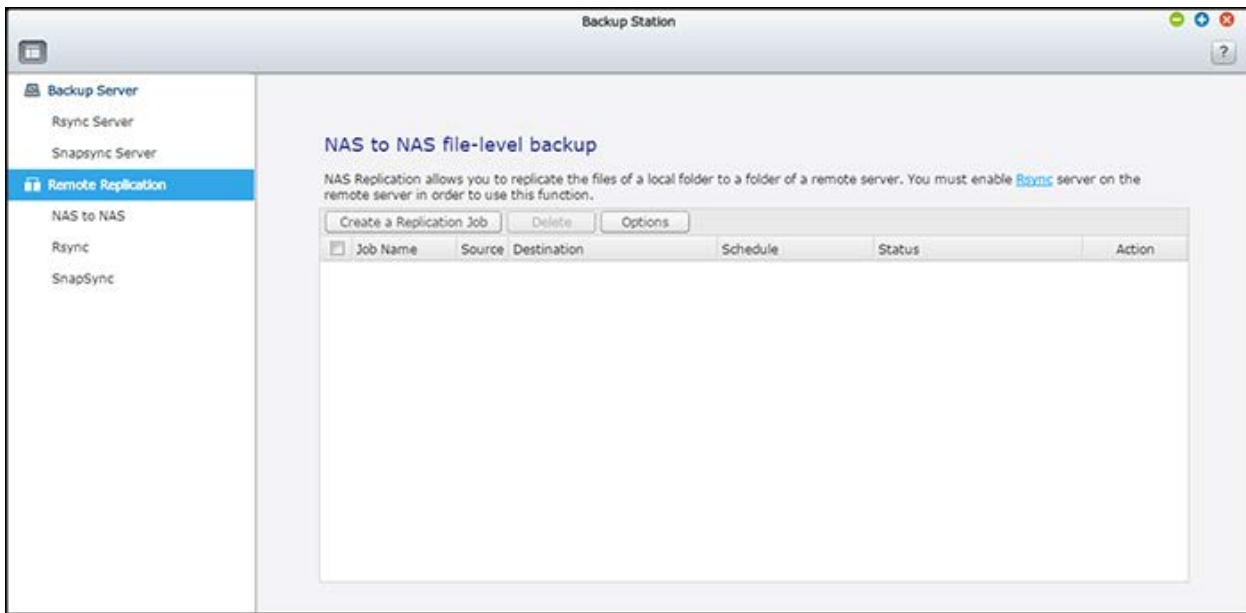 Backup Station
?
Backup Server
Rsync Server
Snapsync Server
Remote Replication
NAS to NAS
Rsync
SnapSync
NAS to NAS file-level backup
NAS Replication allows you to replicate the files of a local folder to a folder of a remote server. You must enable Rsync server on the
remote server in order to use this function.
Create a Replication Job Delete Options
Job Name Source Destination Schedule Status Action